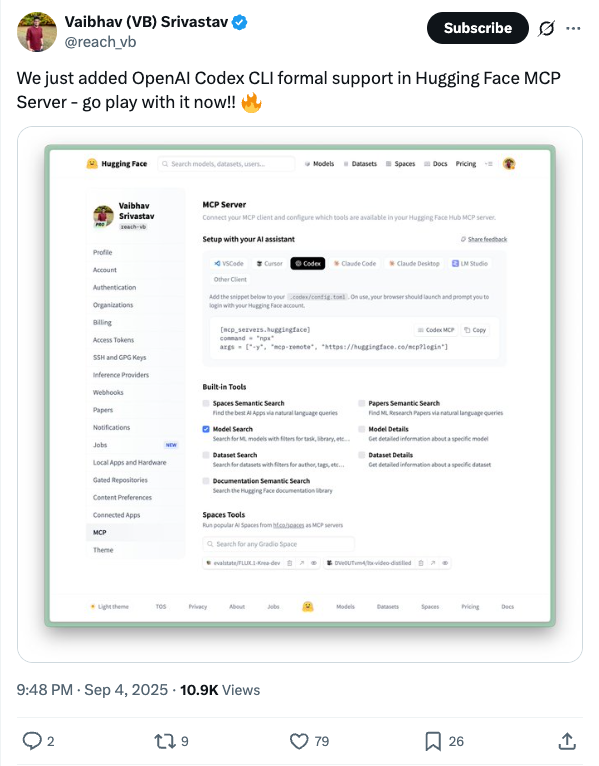 Vaibhav (VB) Srivastav
@reach_vb
Subscribe
We just added OpenAI Codex CLI formal support in Hugging Face MCP
Server - go play with it now!! 🔥
Hugging Face
Search models, datasets, users...
Models
Datasets
Spaces
Docs
Pricing
Vaibhav
Srivastav
PRO
reach-vb
Profile
Account
Authentication
Organizations
Billing
Access Tokens
SSH and GPG Keys
Inference Providers
Webhooks
Papers
Notifications
Jobs NEW
Local Apps and Hardware
Gated Repositories
Content Preferences
Connected Apps
MCP
Theme
MCP Server
Connect your MCP client and configure which tools are available in your Hugging Face Hub MCP server.
Setup with your AI assistant
Share feedback
VSCode Cursor Codex Claude Code Claude Desktop LM Studio
Other Client
Add the snippet below to your .codex/config.toml. On use, your browser should launch and prompt you to
login with your Hugging Face account.
Codex MCP Copy
[mcp_servers.huggingface]
command = "npx"
args = ["-y", "mcp-remote", "https://huggingface.co/mcp?login"]
Built-in Tools
Spaces Semantic Search
Find the best AI Apps via natural language queries
Papers Semantic Search
Find ML Research Papers via natural language queries
Model Search
Search for ML models with filters for task, library, etc...
Model Details
Get detailed information about a specific model
Dataset Search
Search for datasets with filters for author, tags, etc...
Dataset Details
Get detailed information about a specific dataset
Documentation Semantic Search
Search the Hugging Face documentation library
Spaces Tools
Run popular AI Spaces from hf.co/spaces as MCP servers
Search for any Gradio Space
evalstate/FLUX.1-Krea-dev
Light theme TOS Privacy About Jobs Models Datasets Spaces Pricing Docs
9:48 PM · Sep 4, 2025 · 10.9K Views
2 9 79 26